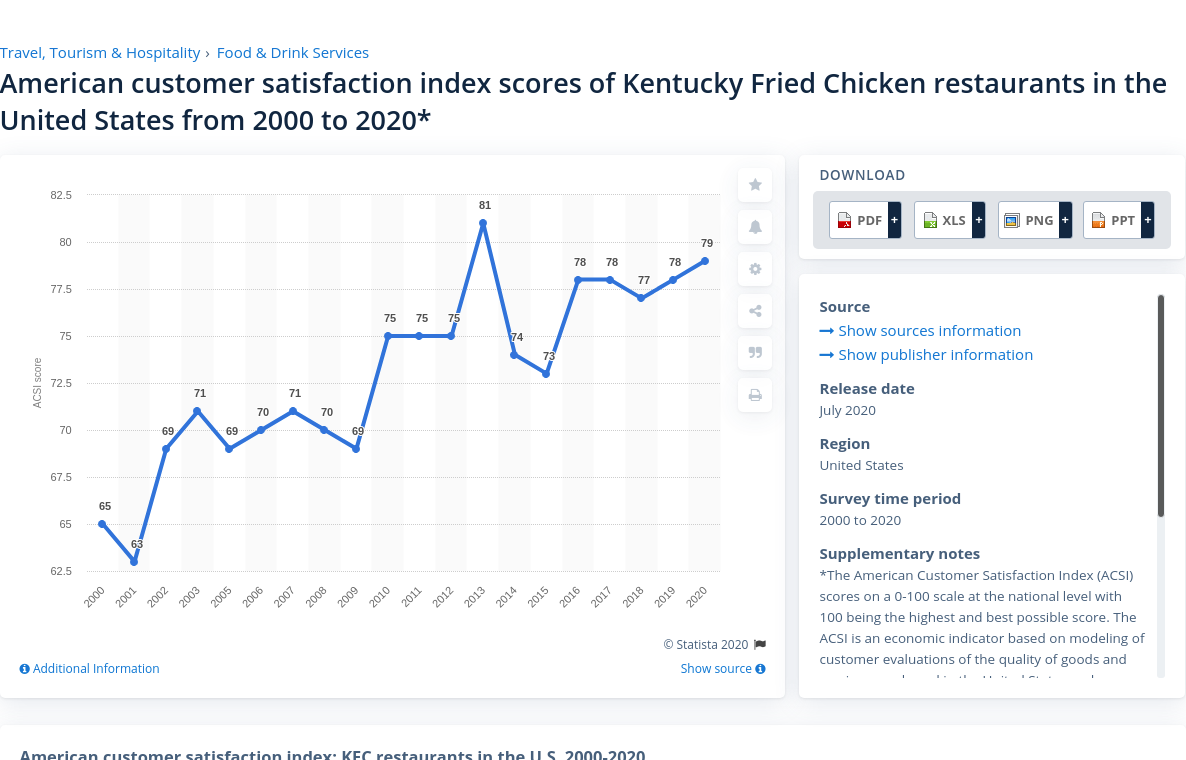 Travel, Tourism & Hospitality › Food & Drink Services
American customer satisfaction index scores of Kentucky Fried Chicken restaurants in the
United States from 2000 to 2020*
82.5
80
77.5
75
72.5
70
67.5
65
62.5
ACSI score
65
63
69
71
69
70
71
70
69
75
75
75
81
74
73
78
78
77
78
79
2000
2001
2002
2003
2005
2006
2007
2008
2009
2010
2011
2012
2013
2014
2015
2016
2017
2018
2019
2020
© Statista 2020
Additional Information
Show source
DOWNLOAD
PDF +
XLS +
PNG +
PPT +
Source
Show sources information
Show publisher information
Release date
July 2020
Region
United States
Survey time period
2000 to 2020
Supplementary notes
*The American Customer Satisfaction Index (ACSI)
scores on a 0-100 scale at the national level with
100 being the highest and best possible score. The
ACSI is an economic indicator based on modeling of
customer evaluations of the quality of goods and
American customer satisfaction index: KFC restaurants in the U.S. 2000-2020